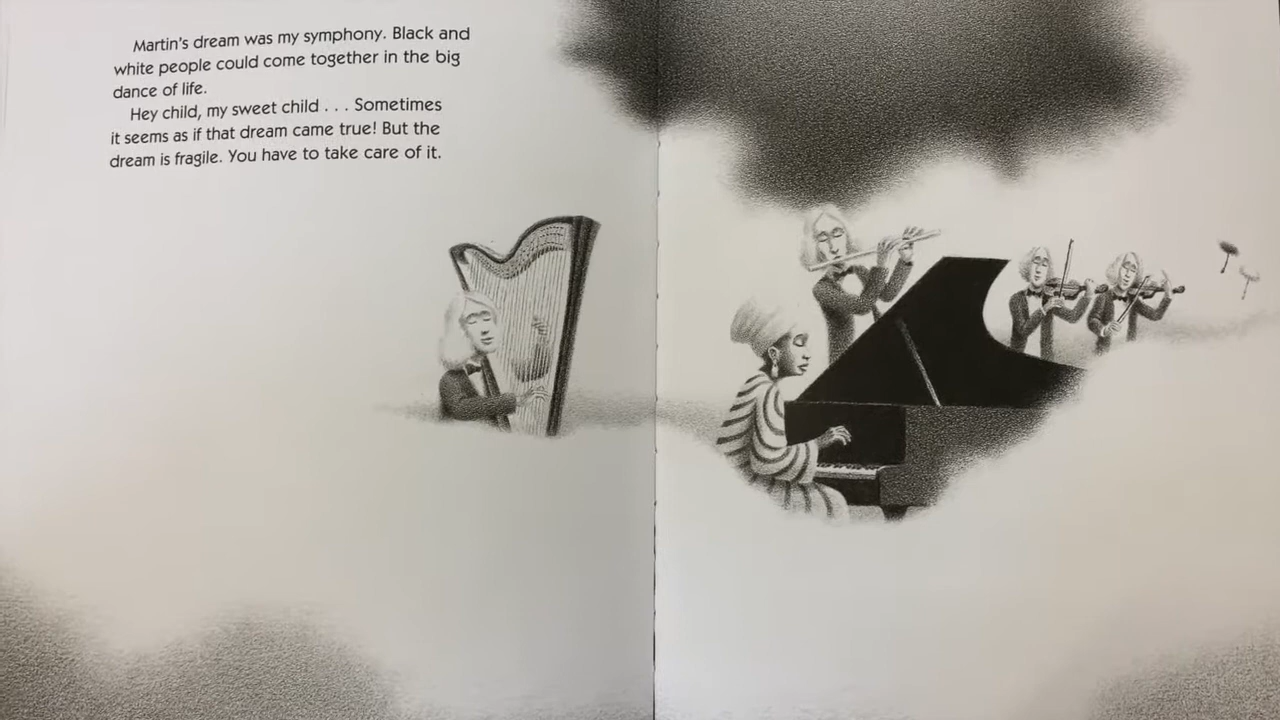 Martin's dream was my symphony. Black and
white people could come together in the big
dance of life.
Hey child, my sweet child . . . Sometimes
it seems as if that dream came true! But the
dream is fragile. You have to take care of it.